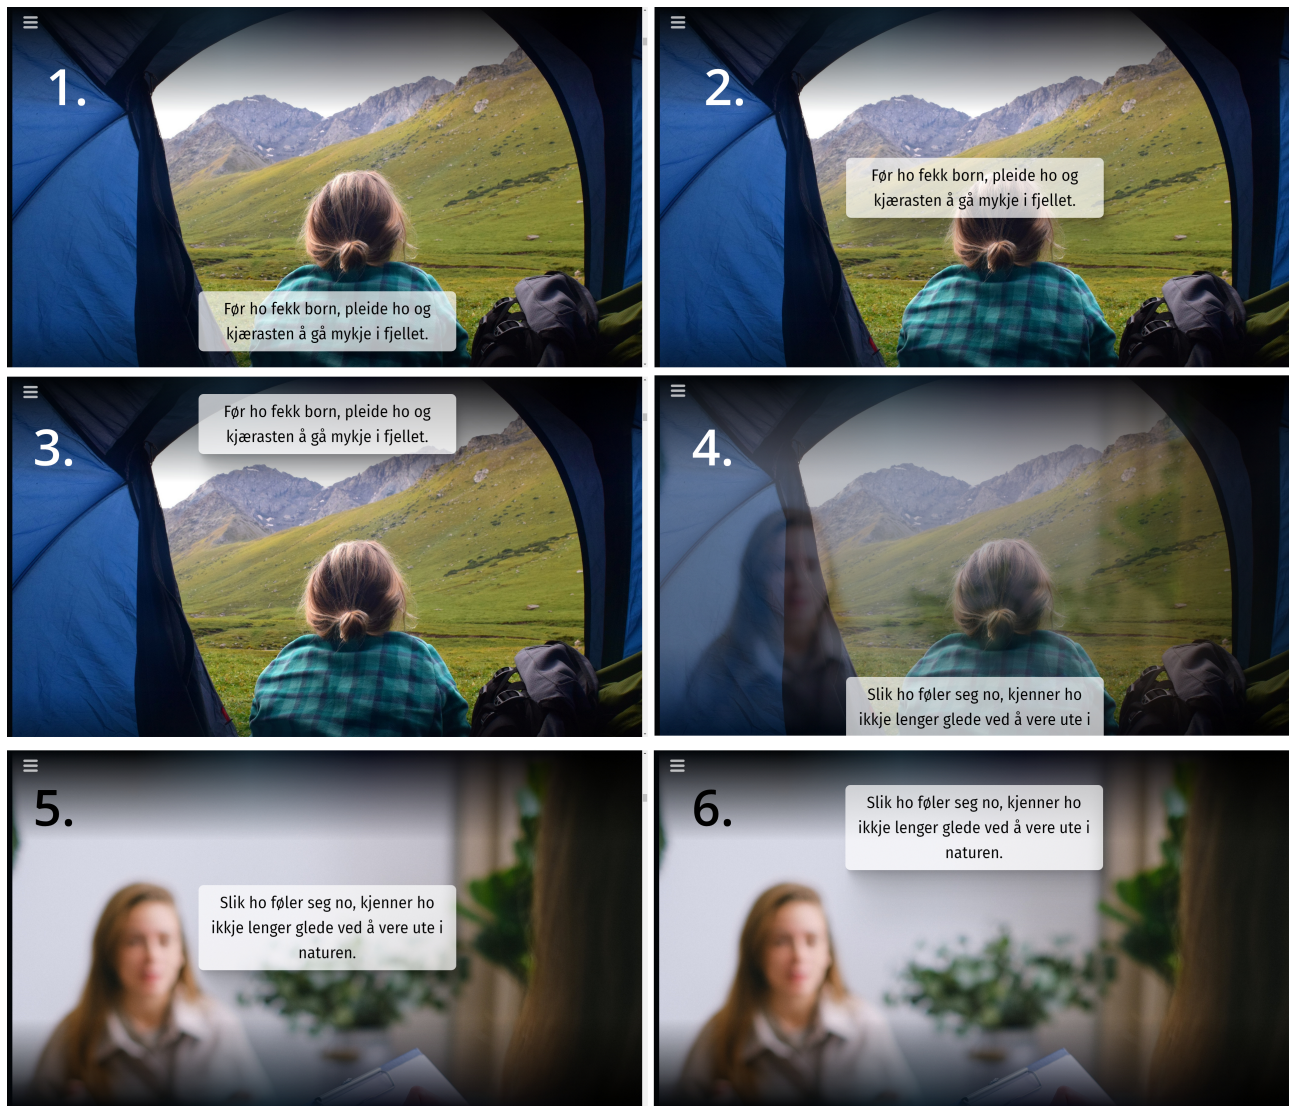 1.
Før ho fekk born, pleide ho og
kjærasten å gå mykje i fjellet.
2.
Før ho fekk born, pleide ho og
kjærasten å gå mykje i fjellet.
3.
Før ho fekk born, pleide ho og
kjærasten å gå mykje i fjellet.
4.
Slik ho føler seg no, kjenner ho
ikkje lenger glede ved å vere ute i
5.
Slik ho føler seg no, kjenner ho
ikkje lenger glede ved å vere ute i
naturen.
6.
Slik ho føler seg no, kjenner ho
ikkje lenger glede ved å vere ute i
naturen.